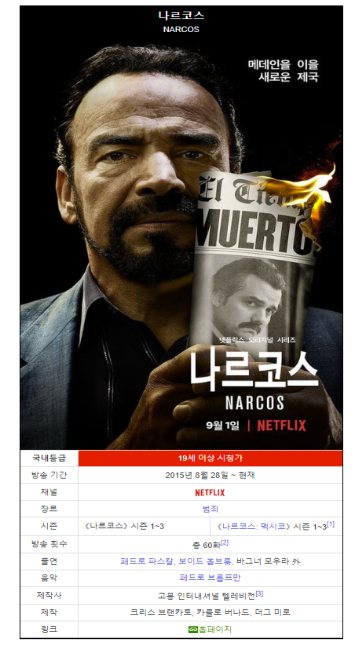 나르코스
NARCOS
메데인을 이을
새로운 제국
El Tie
MUERTO
넷플릭스 오리지널 시리즈
나르코스
NARCOS
9월 1일 | NETFLIX
국내등급 19세 이상 시청가
방송 기간 2015년 8월 28일 ~ 현재
채널 NETFLIX
장르 범죄
시즌 《나르코스》 시즌 1~3 《나르코스: 멕시코》 시즌 1~3[1]
방송 횟수 총 60화[2]
출연 페드로 파스칼, 보이드 홀브룩, 바그너 모우라 外
음악 페드로 브롬프만
제작사 고몽 인터내셔널 텔레비전[3]
제작 크리스 브랜카토, 카를로 버나드, 더그 미로
링크 홈페이지